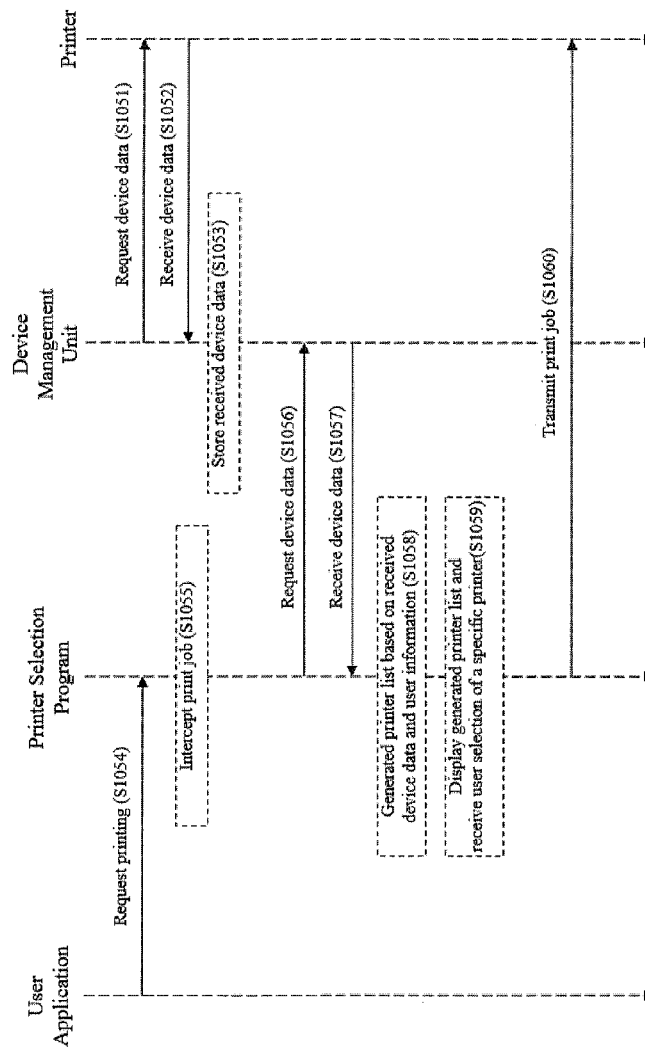 User
Application
Printer Selection
Program
Device
Management
Unit
Printer
Request device data (S1051)
Receive device data (S1052)
Store received device data (S1053)
Request printing (S1054)
Intercept print job (S1055)
Request device data (S1056)
Receive device data (S1057)
Generated printer list based on received
device data and user information (S1058)
Display generated printer list and
receive user selection of a specific printer(S1059)
Transmit print job (S1060)